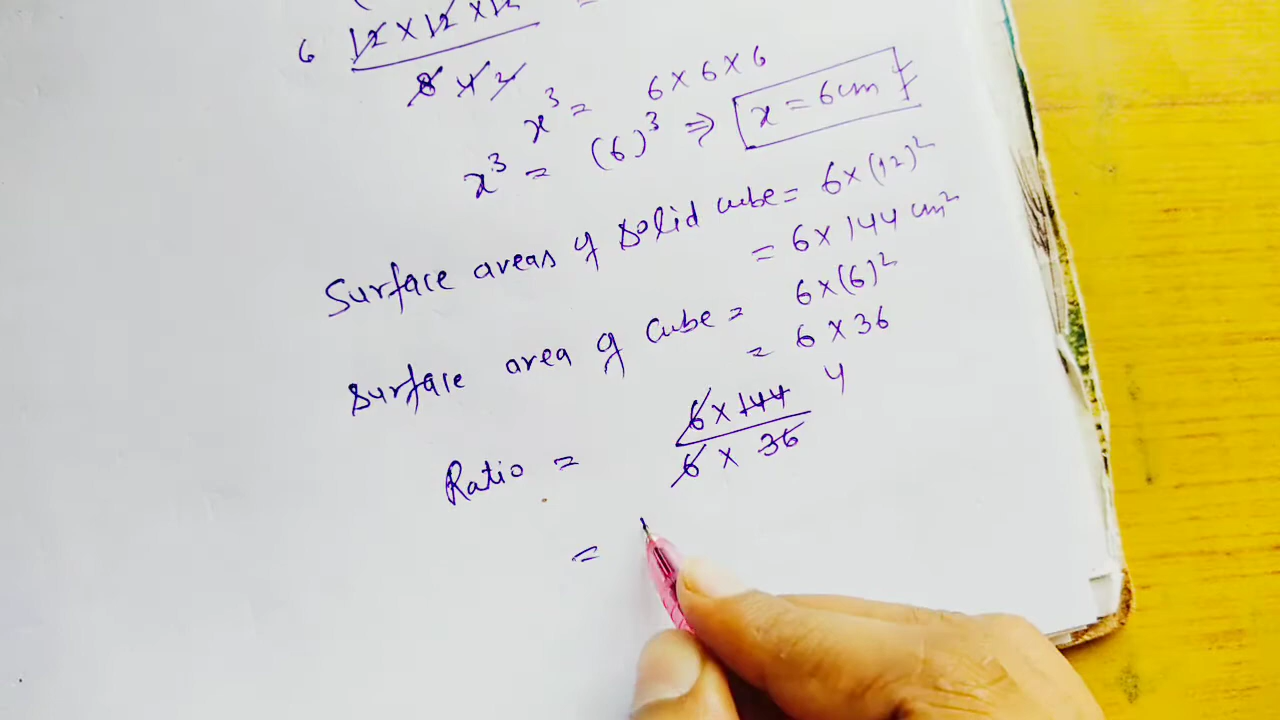 6 12 × 12 × 12
8
x³ = 6 × 6 × 6
x³ = (6)³ ⇒ x = 6cm
Surface areas of solid cube = 6×(12)²
= 6 × 144 cm²
Surface area of Cube = 6×(6)²
= 6 × 36
Ratio = 6 × 144 4
6 × 36
=